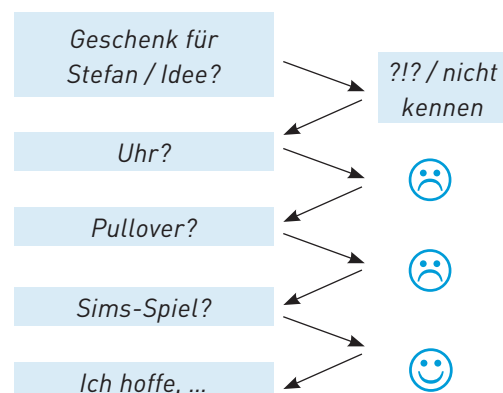 Geschenk für
Stefan / Idee?
?!? / nicht
kennen
Uhr?
Pullover?
Sims-Spiel?
Ich hoffe, ...